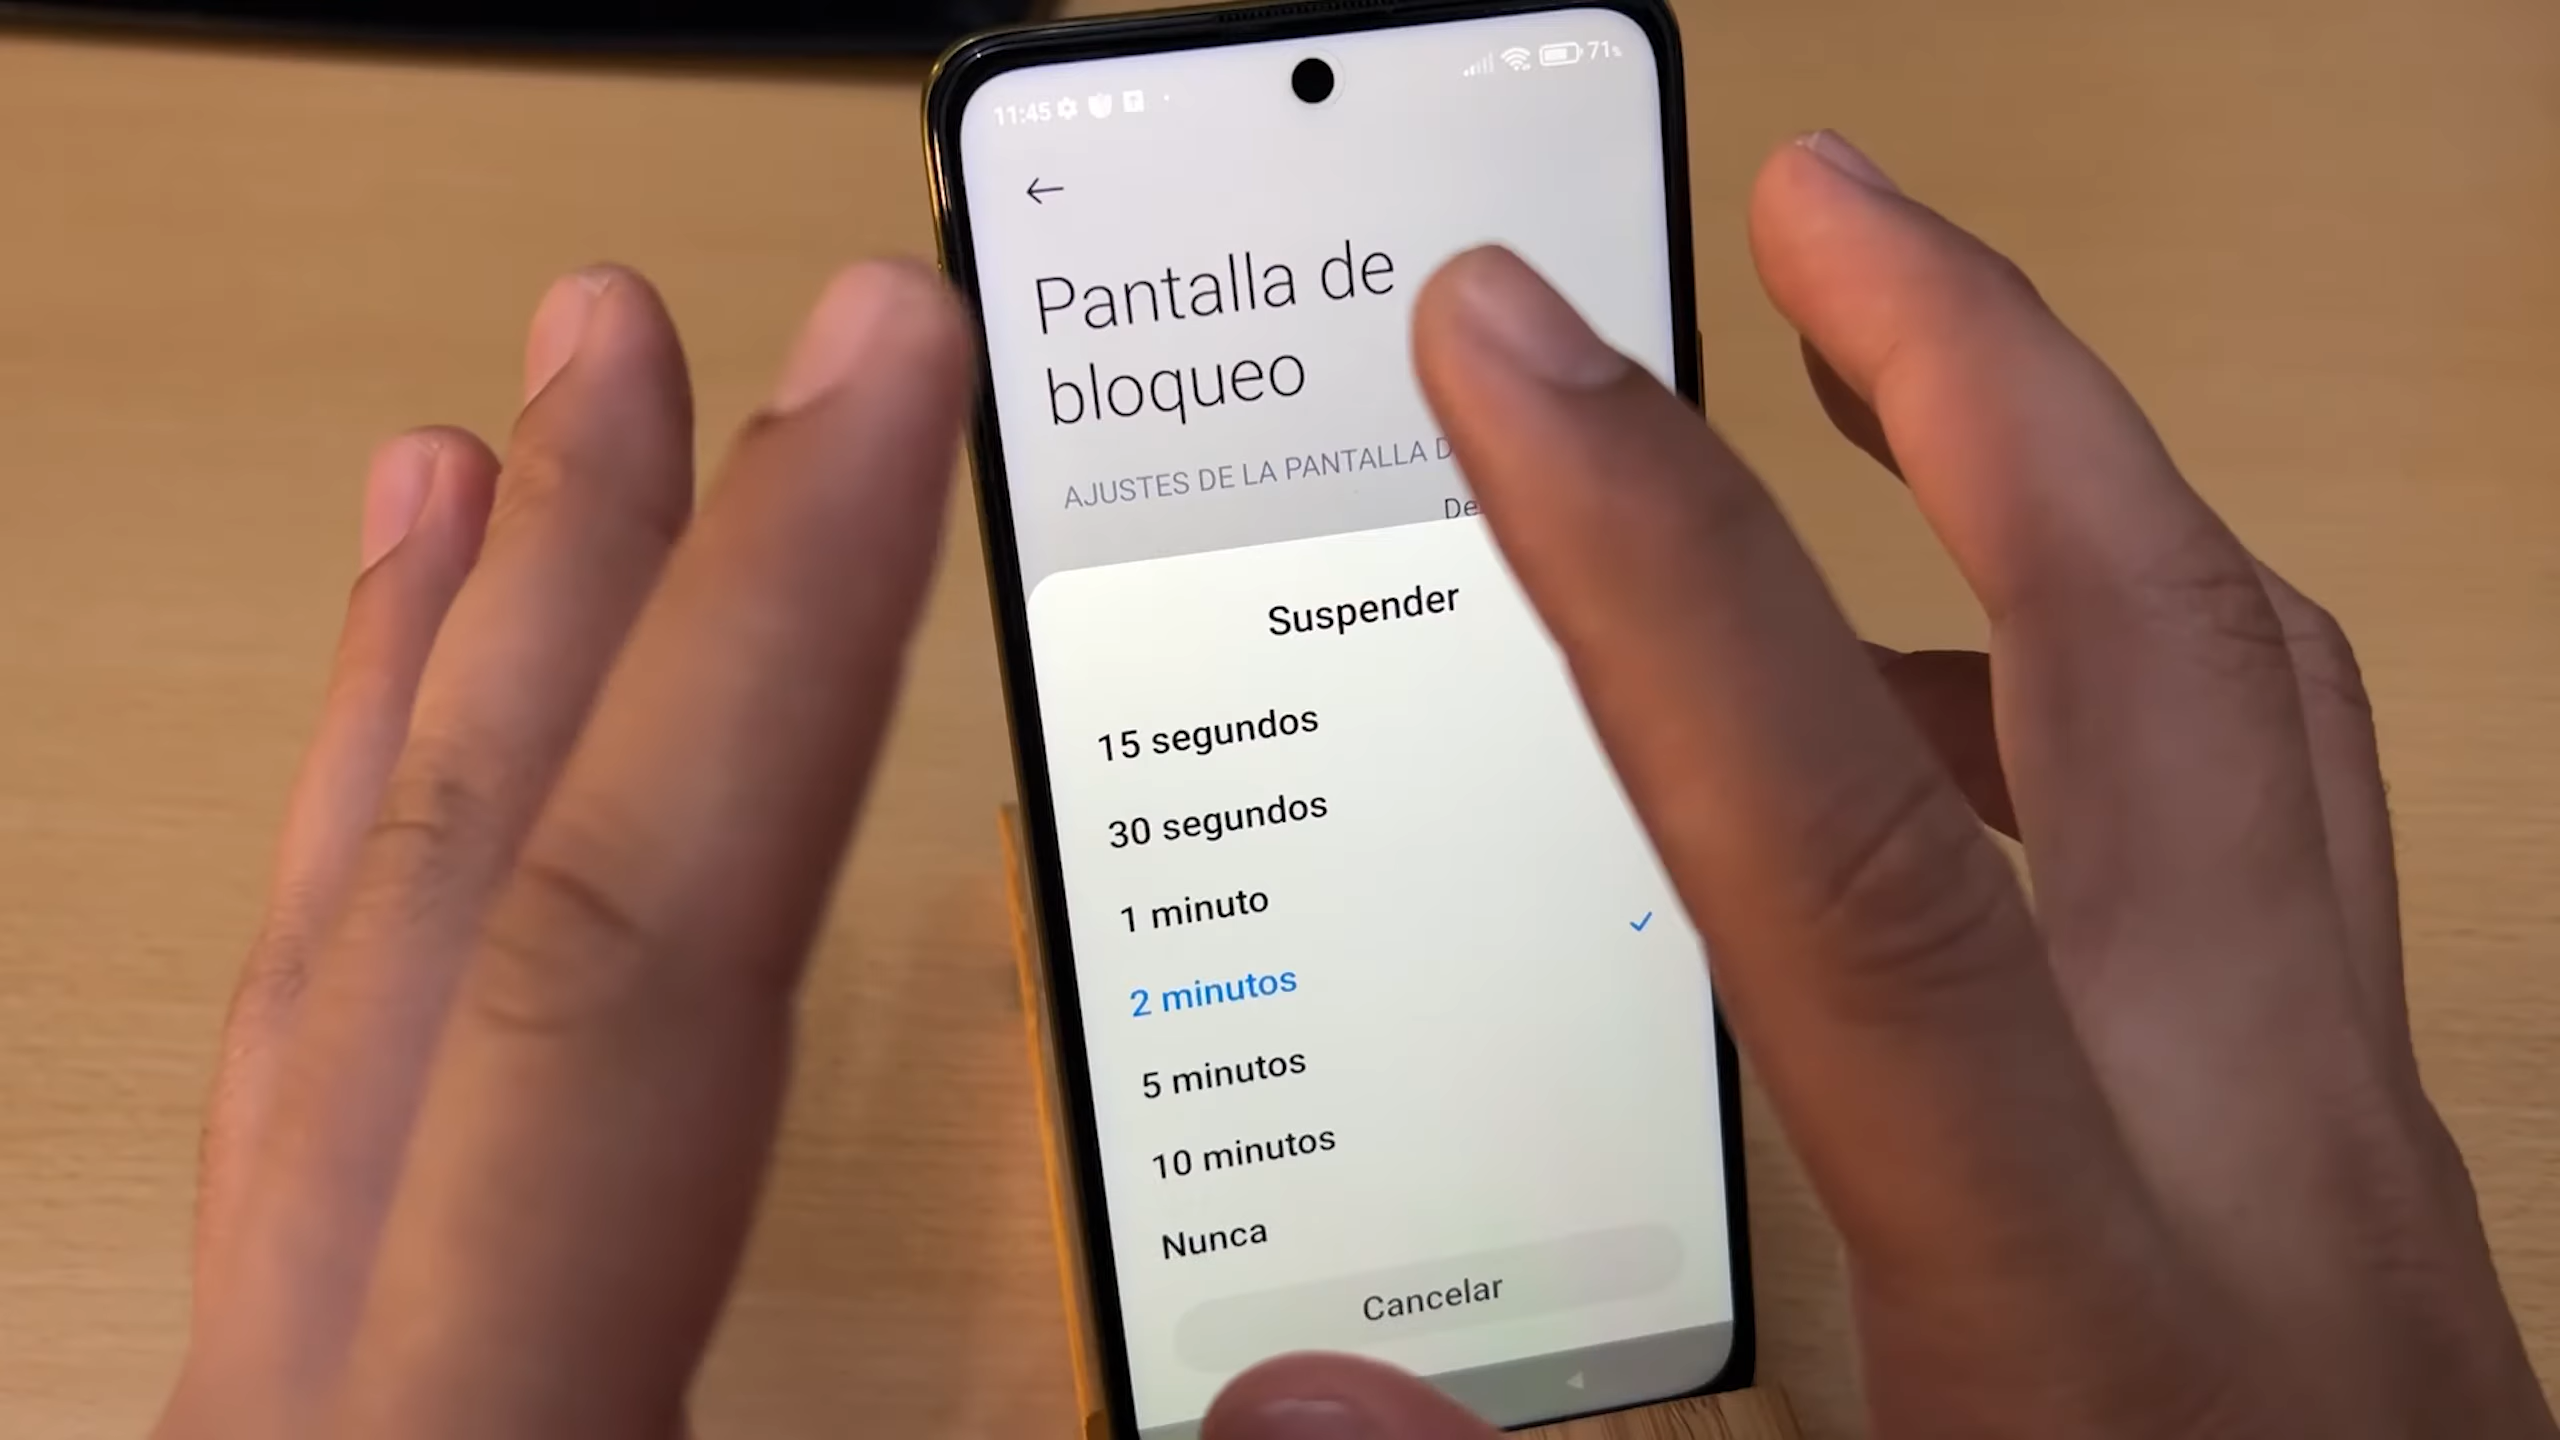 11:45
71%
Pantalla de
bloqueo
AJUSTES DE LA PANTALLA D
De
Suspender
15 segundos
30 segundos
1 minuto
2 minutos
5 minutos
10 minutos
Nunca
Cancelar